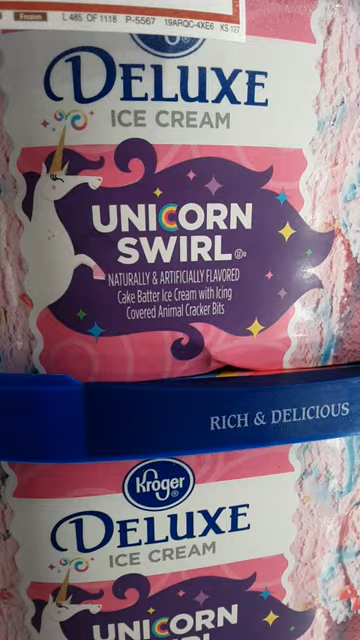 Frozen L 485 OF 1118 P-5567 19ARQC-4XE6 KS 127
DELUXE
ICE CREAM
UNICORN
SWIRL
NATURALLY & ARTIFICIALLY FLAVORED
Cake Batter Ice Cream with Icing
Covered Animal Cracker Bits
RICH & DELICIOUS
Kroger®
DELUXE
ICE CREAM
UNICORN